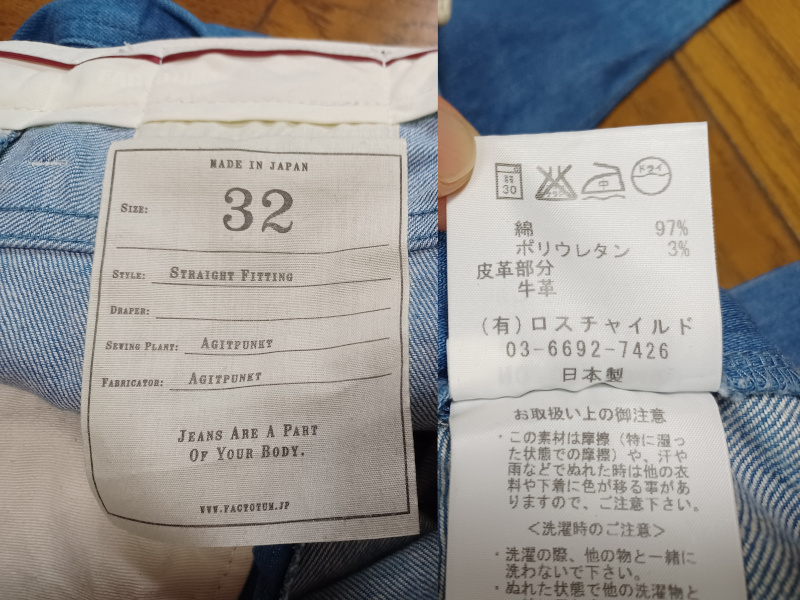 MADE IN JAPAN
SIZE: 32
STYLE: STRAIGHT FITTING
DRAPER:
SEWING PLANT: AGITPUNKT
FABRICATOR: AGITPUNKT
JEANS ARE A PART
OF YOUR BODY.
WWW.FACTOTUM.JP
弱
30
中
ドライ
綿 97%
ポリウレタン 3%
皮革部分
牛革
(有)ロスチャイルド
03-6692-7426
日本製
お取扱い上の御注意
・この素材は摩擦(特に湿っ
た状態での摩擦)や、汗や
雨などでぬれた時は他の衣
料や下着に色が移る事があ
りますので、ご注意下さい。
<洗濯時のご注意>
・洗濯の際、他の物と一緒に
洗わないで下さい。
・ぬれた状態で他の洗濯物と